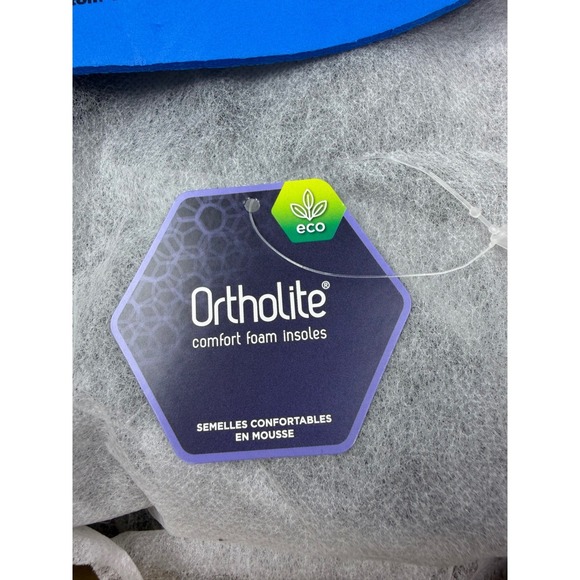 eco
Ortholite®
comfort foam insoles
SEMELLES CONFORTABLES
EN MOUSSE